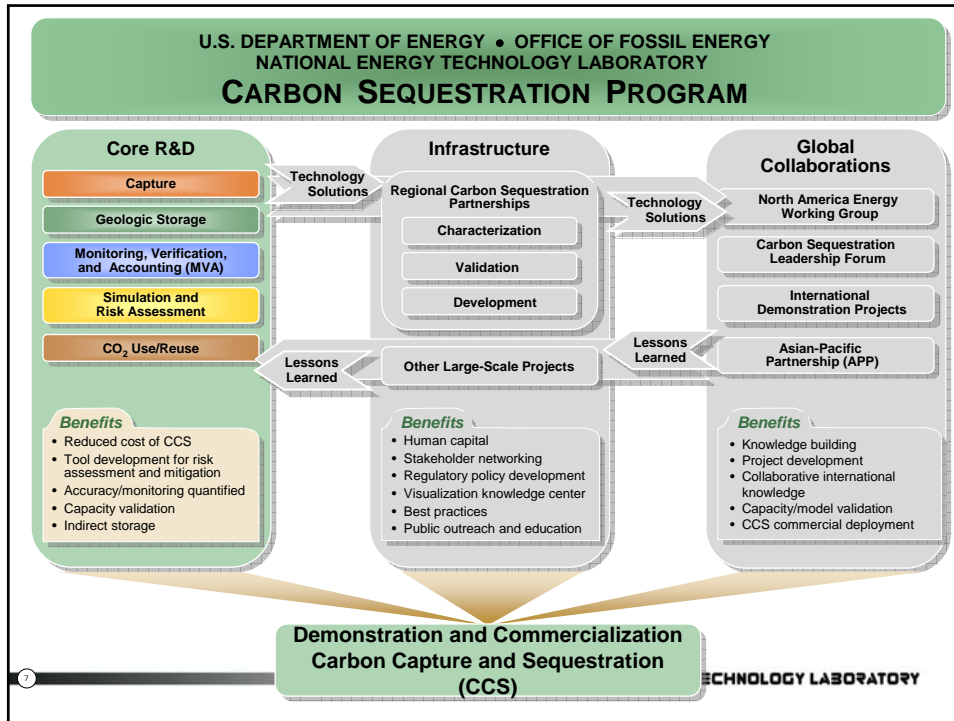 U.S. DEPARTMENT OF ENERGY ● OFFICE OF FOSSIL ENERGY
NATIONAL ENERGY TECHNOLOGY LABORATORY
CARBON SEQUESTRATION PROGRAM
Core R&D
Capture
Geologic Storage
Monitoring, Verification,
and Accounting (MVA)
Simulation and
Risk Assessment
CO₂ Use/Reuse
Benefits
• Reduced cost of CCS
• Tool development for risk
assessment and mitigation
• Accuracy/monitoring quantified
• Capacity validation
• Indirect storage
Technology
Solutions
Lessons
Learned
Infrastructure
Regional Carbon Sequestration
Partnerships
Characterization
Validation
Development
Other Large-Scale Projects
Benefits
• Human capital
• Stakeholder networking
• Regulatory policy development
• Visualization knowledge center
• Best practices
• Public outreach and education
Technology
Solutions
Lessons
Learned
Global
Collaborations
North America Energy
Working Group
Carbon Sequestration
Leadership Forum
International
Demonstration Projects
Asian-Pacific
Partnership (APP)
Benefits
• Knowledge building
• Project development
• Collaborative international
knowledge
• Capacity/model validation
• CCS commercial deployment
Demonstration and Commercialization
Carbon Capture and Sequestration
(CCS)
7
ECHNOLOGY LABORATORY